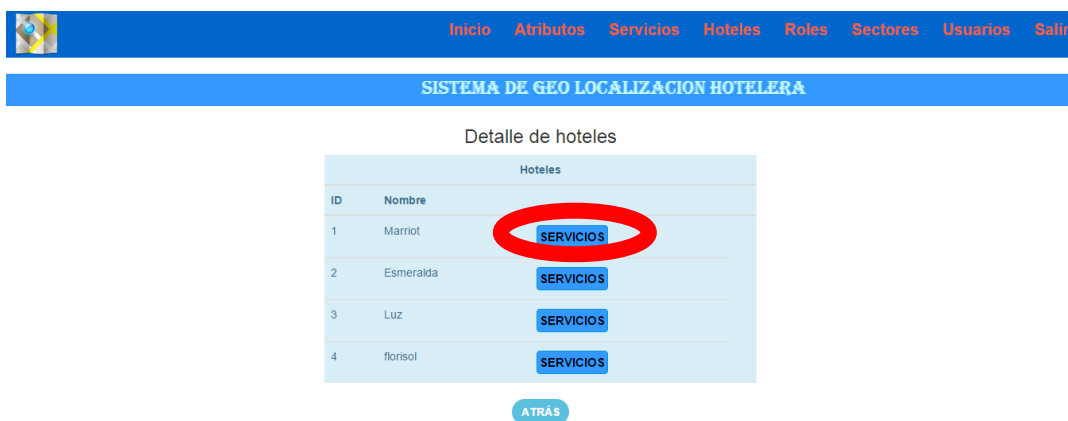 Inicio Atributos Servicios Hoteles Roles Sectores Usuarios Salir
SISTEMA DE GEO LOCALIZACION HOTELERA
Detalle de hoteles
Hoteles
ID Nombre
1 Marriot SERVICIOS
2 Esmeralda SERVICIOS
3 Luz SERVICIOS
4 florisol SERVICIOS
ATRÁS